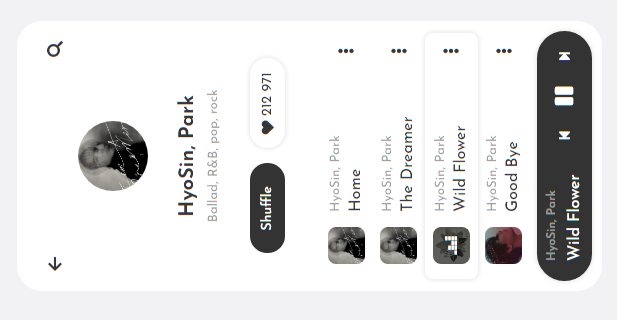 HyoSin, Park
Ballad, R&B, pop, rock
Shuffle
212 971
HyoSin, Park
Home
HyoSin, Park
The Dreamer
HyoSin, Park
Wild Flower
HyoSin, Park
Good Bye
HyoSin, Park
Wild Flower